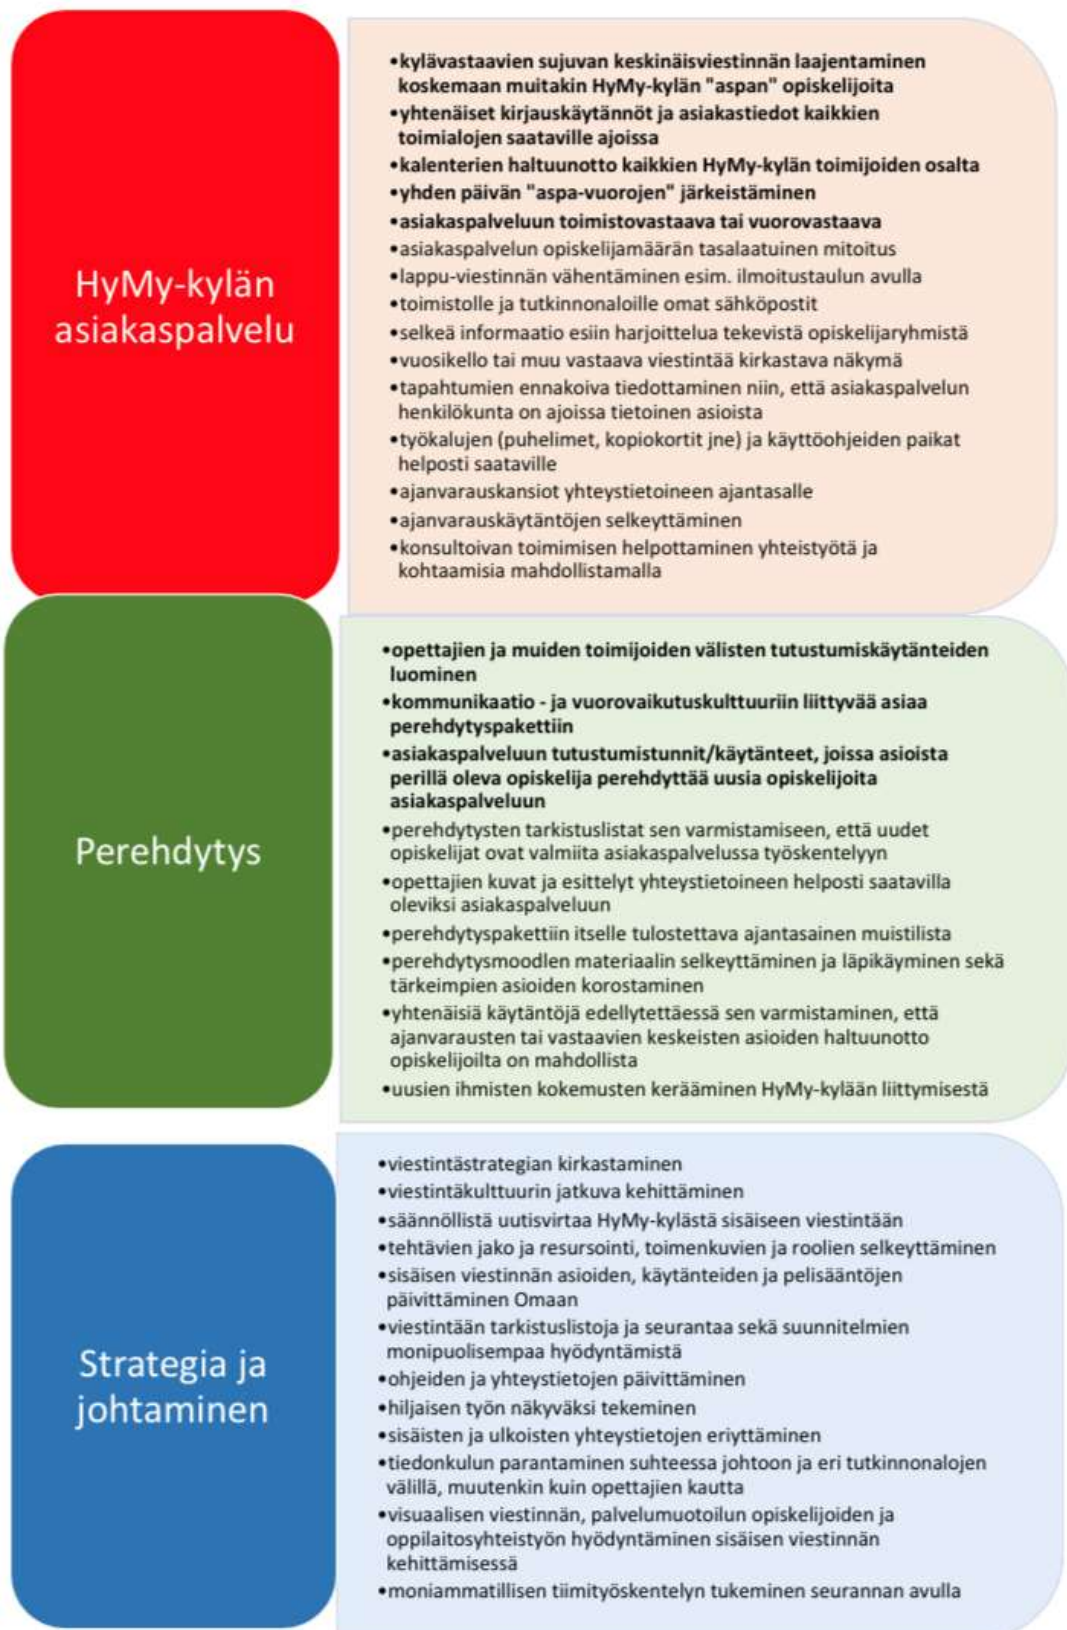 HyMy-kylän
asiakaspalvelu
•kylävastaavien sujuvan keskinäisviestinnän laajentaminen
koskemaan muitakin HyMy-kylän "aspan" opiskelijoita
•yhtenäiset kirjauskäytännöt ja asiakastiedot kaikkien
toimialojen saataville ajoissa
•kalenterien haltuunotto kaikkien HyMy-kylän toimijoiden osalta
•yhden päivän "aspa-vuorojen" järkeistäminen
•asiakaspalveluun toimistovastaava tai vuorovastaava
•asiakaspalvelun opiskelijamäärän tasalaatuinen mitoitus
•lappu-viestinnän vähentäminen esim. ilmoitustaulun avulla
•toimistolle ja tutkinnonaloille omat sähköpostit
•selkeä informaatio esiin harjoittelua tekevistä opiskelijaryhmistä
•vuosikello tai muu vastaava viestintää kirkastava näkymä
•tapahtumien ennakoiva tiedottaminen niin, että asiakaspalvelun
henkilökunta on ajoissa tietoinen asioista
•työkalujen (puhelimet, kopiokortit jne) ja käyttöohjeiden paikat
helposti saataville
•ajanvarauskansiot yhteystietoineen ajantasalle
•ajanvarauskäytäntöjen selkeyttäminen
•konsultoivan toimimisen helpottaminen yhteistyötä ja
kohtaamisia mahdollistamalla
Perehdytys
•opettajien ja muiden toimijoiden välisten tutustumiskäytänteiden
luominen
•kommunikaatio - ja vuorovaikutuskulttuuriin liittyvää asiaa
perehdytyspakettiin
•asiakaspalveluun tutustumistunnit/käytänteet, joissa asioista
perillä oleva opiskelija perehdyttää uusia opiskelijoita
asiakaspalveluun
•perehdytysten tarkistuslistat sen varmistamiseen, että uudet
opiskelijat ovat valmiita asiakaspalvelussa työskentelyyn
•opettajien kuvat ja esittelyt yhteystietoineen helposti saatavilla
oleviksi asiakaspalveluun
•perehdytyspakettiin itselle tulostettava ajantasainen muistilista
•perehdytysmoodlen materiaalin selkeyttäminen ja läpikäyminen sekä
tärkeimpien asioiden korostaminen
•yhtenäisiä käytäntöjä edellytettäessä sen varmistaminen, että
ajanvarausten tai vastaavien keskeisten asioiden haltuunotto
opiskelijoilta on mahdollista
•uusien ihmisten kokemusten kerääminen HyMy-kylään liittymisestä
Strategia ja
johtaminen
•viestintästrategian kirkastaminen
•viestintäkulttuurin jatkuva kehittäminen
•säännöllistä uutisvirtaa HyMy-kylästä sisäiseen viestintään
•tehtävien jako ja resursointi, toimenkuvien ja roolien selkeyttäminen
•sisäisen viestinnän asioiden, käytänteiden ja pelisääntöjen
päivittäminen Omaan
•viestintään tarkistuslistoja ja seurantaa sekä suunnitelmien
monipuolisempaa hyödyntämistä
•ohjeiden ja yhteystietojen päivittäminen
•hiljaisen työn näkyväksi tekeminen
•sisäisten ja ulkoisten yhteystietojen eriyttäminen
•tiedonkulun parantaminen suhteessa johtoon ja eri tutkinnonalojen
välillä, muutenkin kuin opettajien kautta
•visuaalisen viestinnän, palvelumuotoilun opiskelijoiden ja
oppilaitosyhteistyön hyödyntäminen sisäisen viestinnän
kehittämisessä
•moniammatillisen tiimityöskentelyn tukeminen seurannan avulla